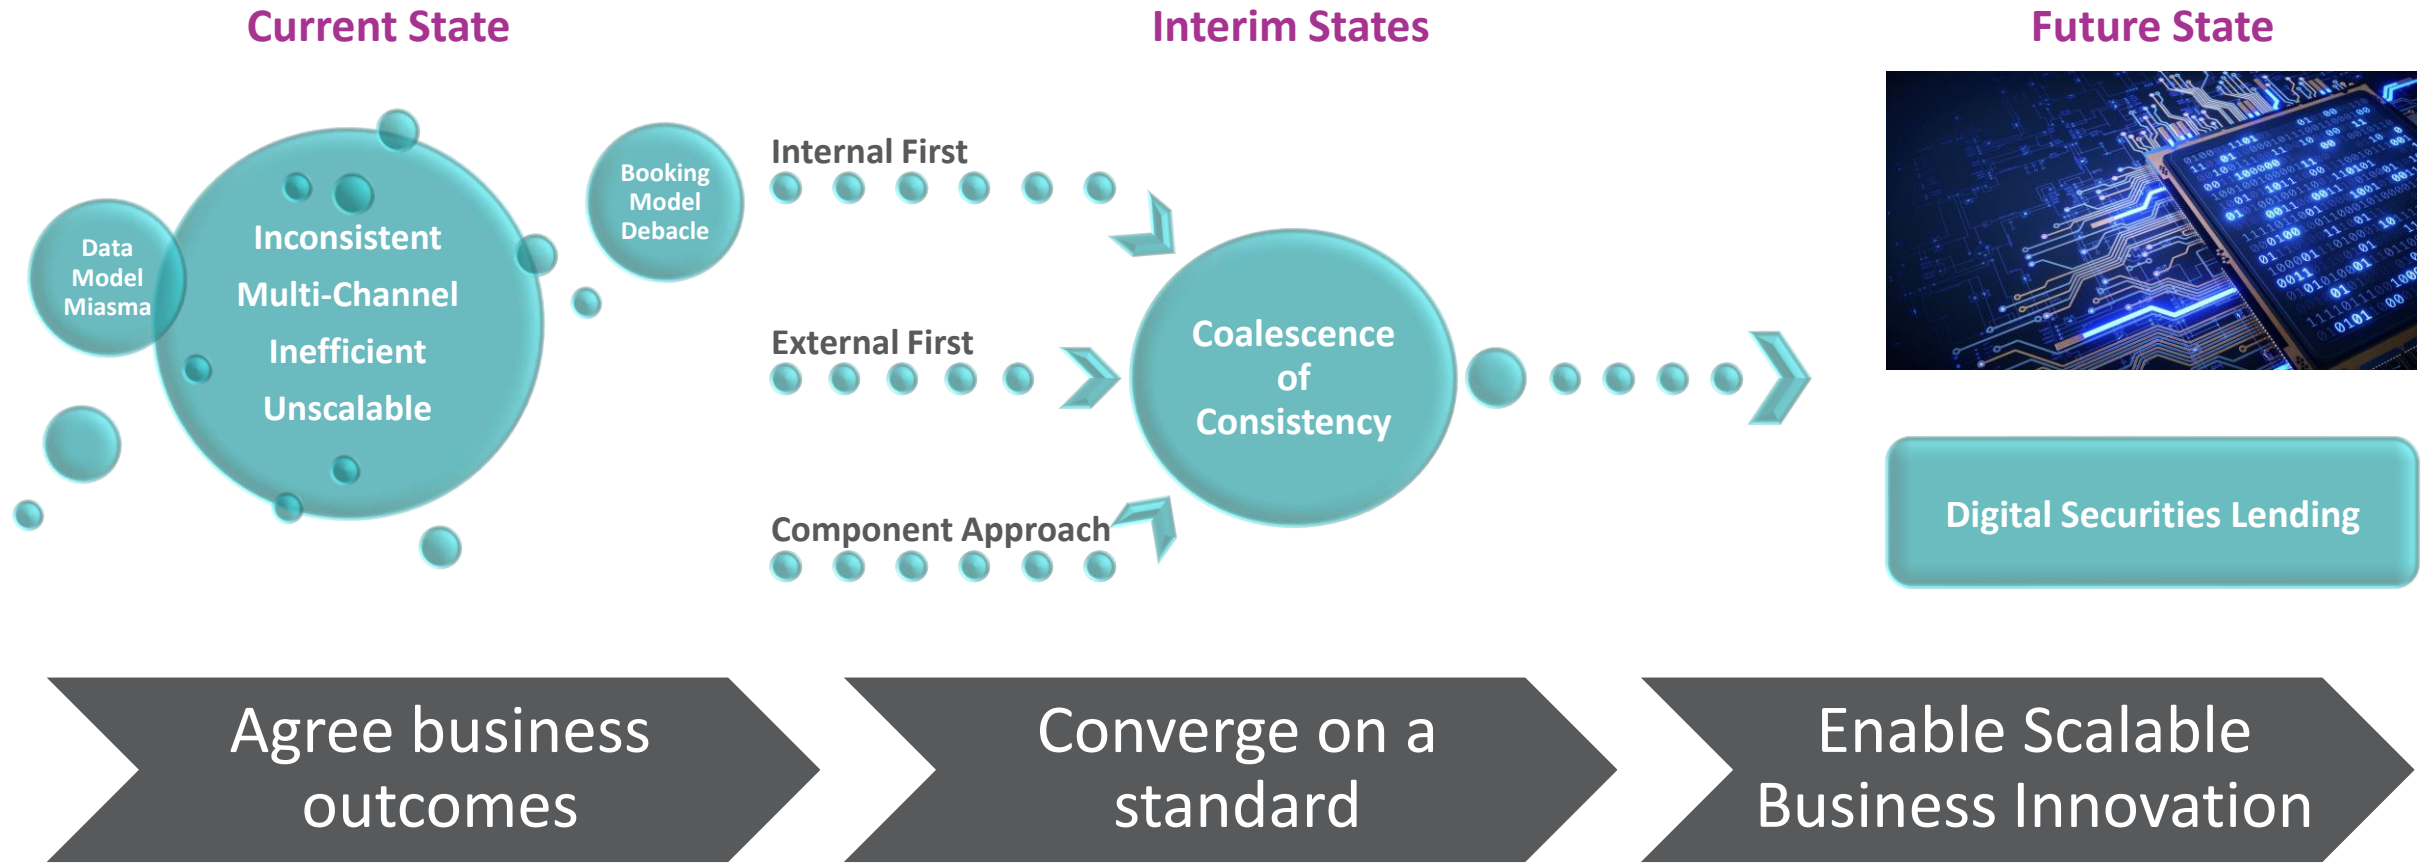 Current State
Interim States
Future State
Data
Model
Miasma
Inconsistent
Multi-Channel
Inefficient
Unscalable
Booking
Model
Debacle
Internal First
External First
Component Approach
Coalescence
of
Consistency
Digital Securities Lending
Agree business
outcomes
Converge on a
standard
Enable Scalable
Business Innovation